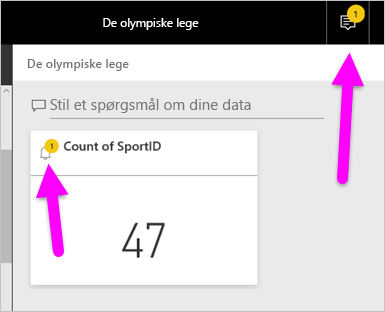 De olympiske lege
1
De olympiske lege
Stil et spørgsmål om dine data
1
Count of SportID
47